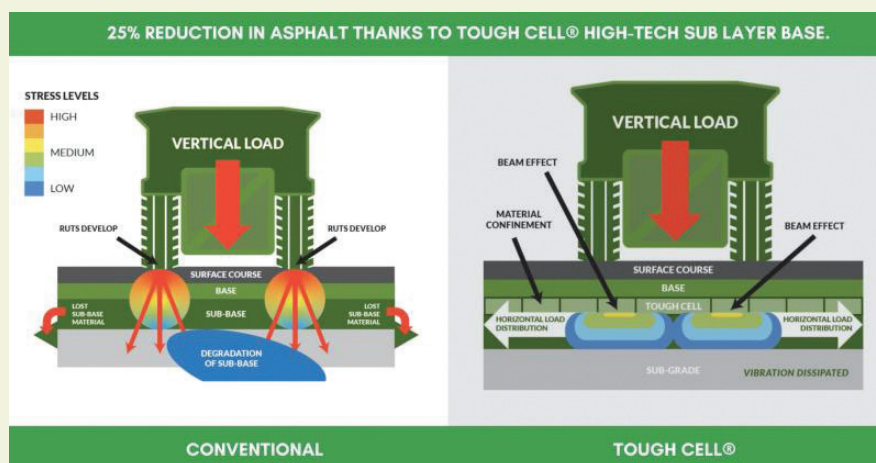 25% REDUCTION IN ASPHALT THANKS TO TOUGH CELL® HIGH-TECH SUB LAYER BASE.
STRESS LEVELS
HIGH
MEDIUM
LOW
VERTICAL LOAD
RUTS DEVELOP
RUTS DEVELOP
SURFACE COURSE
BASE
LOST
SUB-BASE
MATERIAL
SUB-BASE
LOST
SUB-BASE
MATERIAL
DEGRADATION
OF SUB-BASE
CONVENTIONAL
VERTICAL LOAD
BEAM EFFECT
MATERIAL
CONFINEMENT
BEAM EFFECT
SURFACE COURSE
BASE
TOUGH CELL
HORIZONTAL LOAD
DISTRIBUTION
HORIZONTAL LOAD
DISTRIBUTION
SUB-GRADE
VIBRATION DISSIPATED
TOUGH CELL®